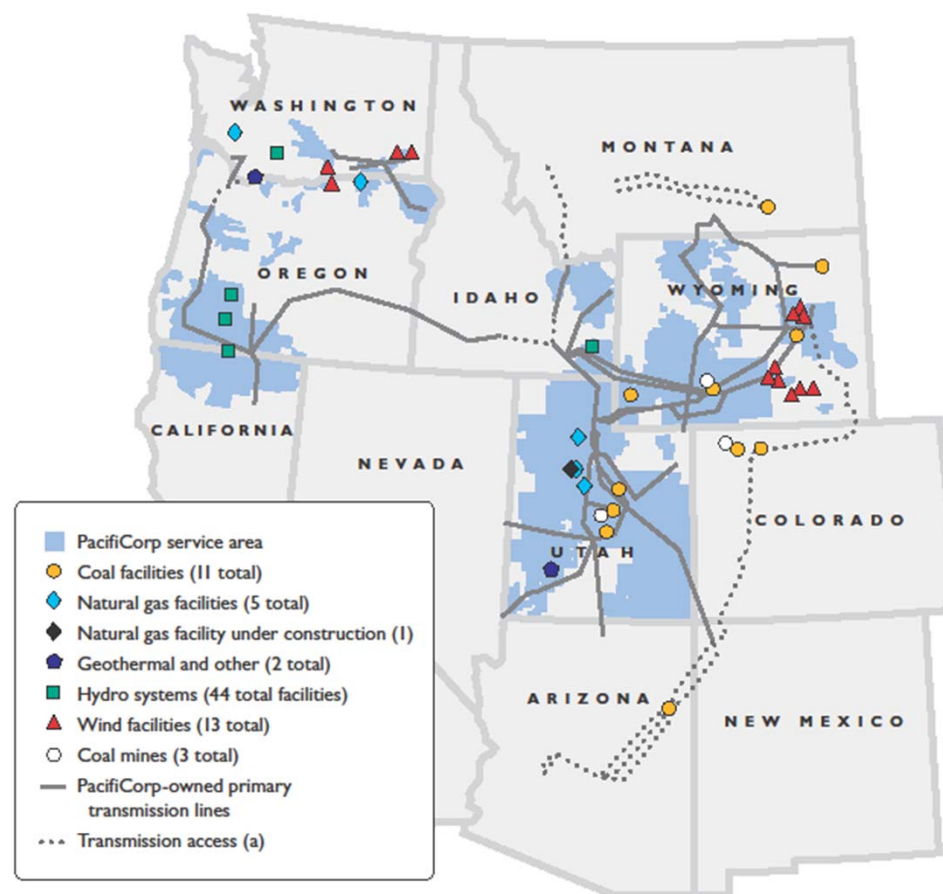 WASHINGTON
MONTANA
OREGON
IDAHO
WYOMING
CALIFORNIA
NEVADA
COLORADO
UTAH
ARIZONA
NEW MEXICO
PacifiCorp service area
Coal facilities (11 total)
Natural gas facilities (5 total)
Natural gas facility under construction (1)
Geothermal and other (2 total)
Hydro systems (44 total facilities)
Wind facilities (13 total)
Coal mines (3 total)
PacifiCorp-owned primary
transmission lines
Transmission access (a)